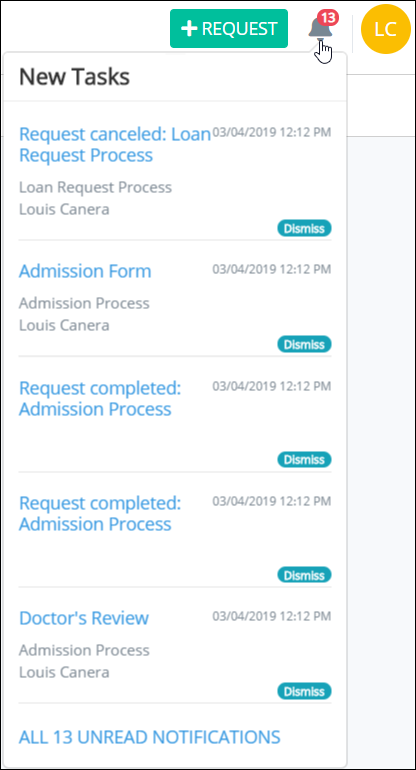 + REQUEST
13
LC
New Tasks
Request canceled: Loan 03/04/2019 12:12 PM
Request Process
Loan Request Process
Louis Canera
Dismiss
Admission Form 03/04/2019 12:12 PM
Admission Process
Louis Canera
Dismiss
Request completed: 03/04/2019 12:12 PM
Admission Process
Dismiss
Request completed: 03/04/2019 12:12 PM
Admission Process
Dismiss
Doctor's Review 03/04/2019 12:12 PM
Admission Process
Louis Canera
Dismiss
ALL 13 UNREAD NOTIFICATIONS